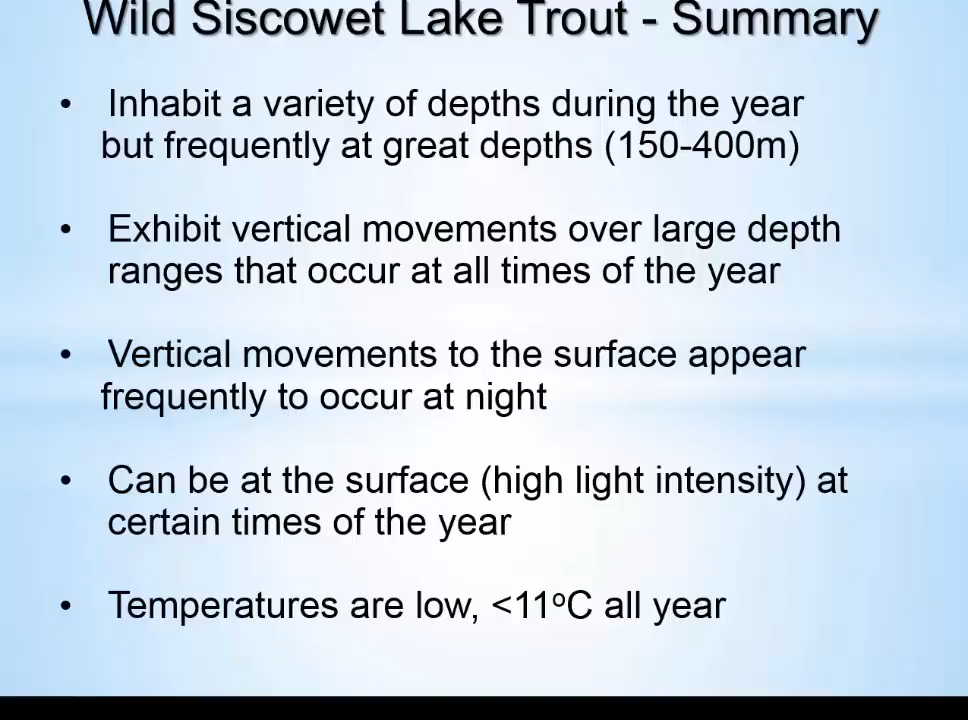 Wild Siscowet Lake Trout - Summary
• Inhabit a variety of depths during the year
but frequently at great depths (150-400m)
• Exhibit vertical movements over large depth
ranges that occur at all times of the year
• Vertical movements to the surface appear
frequently to occur at night
• Can be at the surface (high light intensity) at
certain times of the year
• Temperatures are low, <11ºC all year